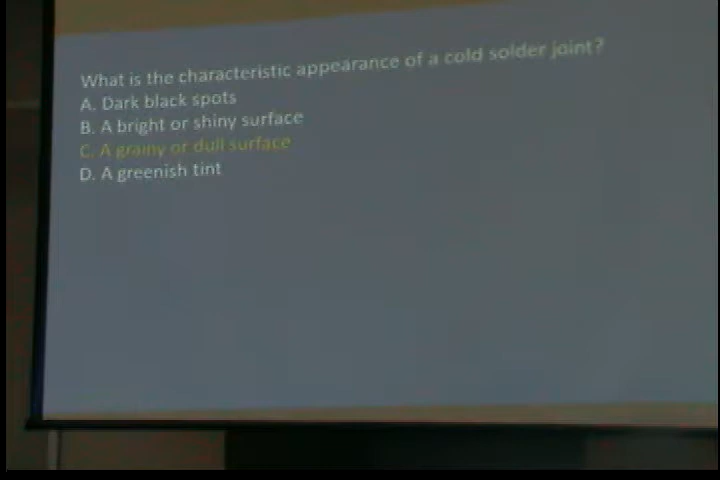 What is the characteristic appearance of a cold solder joint?
A. Dark black spots
B. A bright or shiny surface
C. A grainy or dull surface
D. A greenish tint